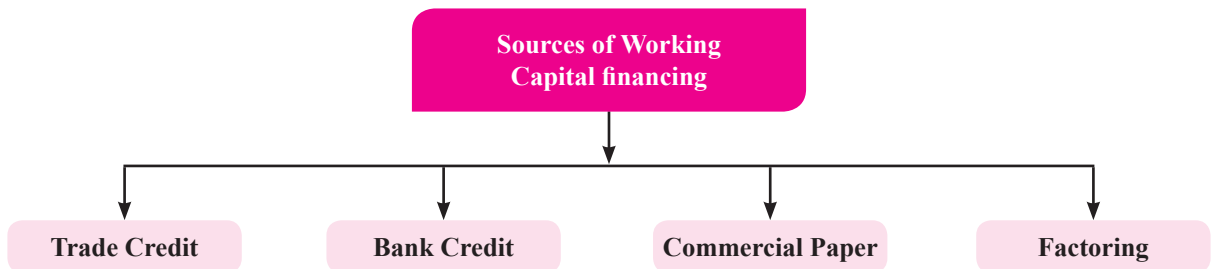 Sources of Working
Capital financing
Trade Credit
Bank Credit
Commercial Paper
Factoring